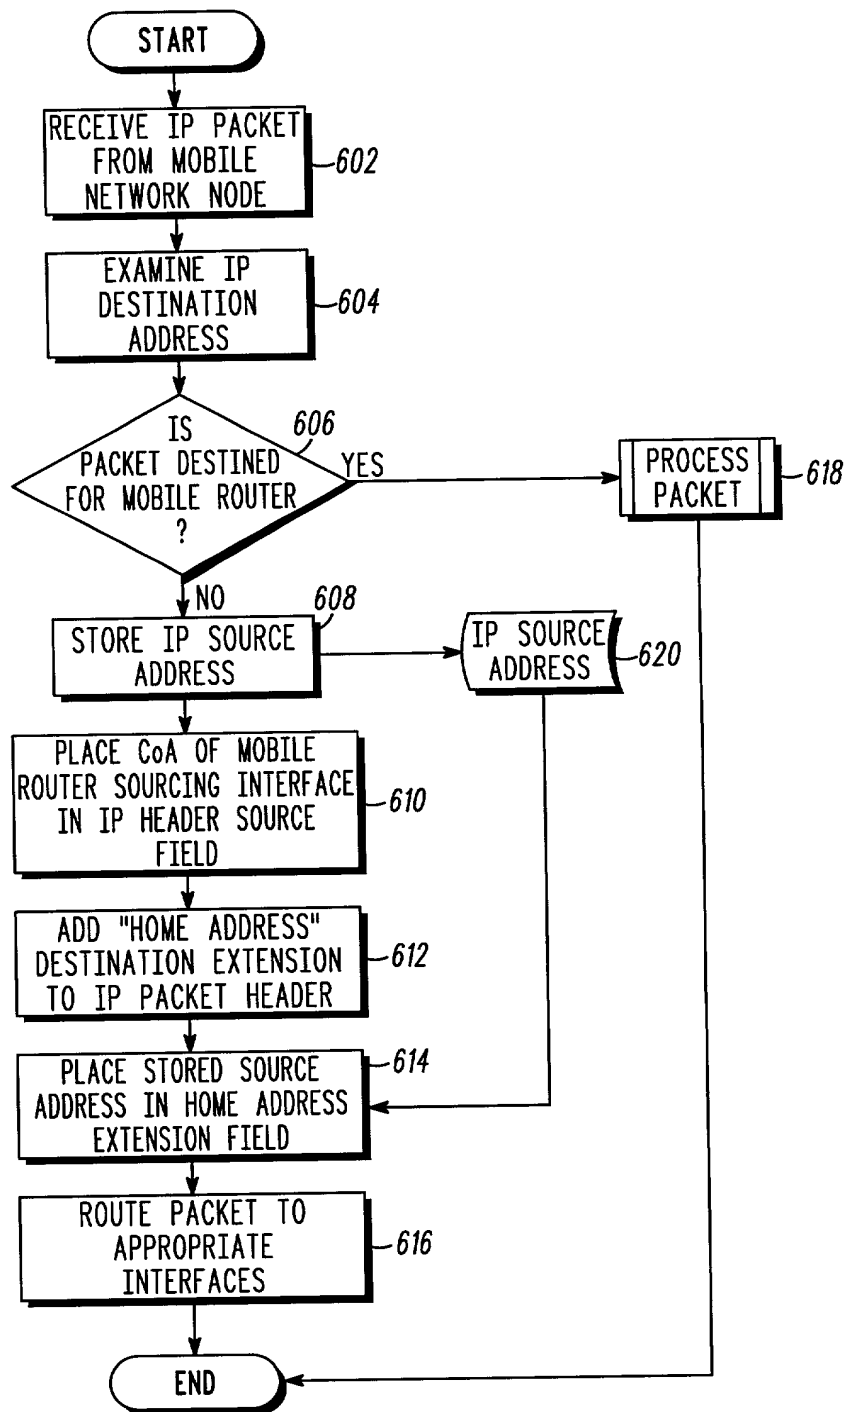 START
RECEIVE IP PACKET
FROM MOBILE
NETWORK NODE
602
EXAMINE IP
DESTINATION
ADDRESS
604
IS
PACKET DESTINED
FOR MOBILE ROUTER
?
606
YES
PROCESS
PACKET
618
NO
STORE IP SOURCE
ADDRESS
608
IP SOURCE
ADDRESS
620
PLACE CoA OF MOBILE
ROUTER SOURCING INTERFACE
IN IP HEADER SOURCE
FIELD
610
ADD "HOME ADDRESS"
DESTINATION EXTENSION
TO IP PACKET HEADER
612
PLACE STORED SOURCE
ADDRESS IN HOME ADDRESS
EXTENSION FIELD
614
ROUTE PACKET TO
APPROPRIATE
INTERFACES
616
END